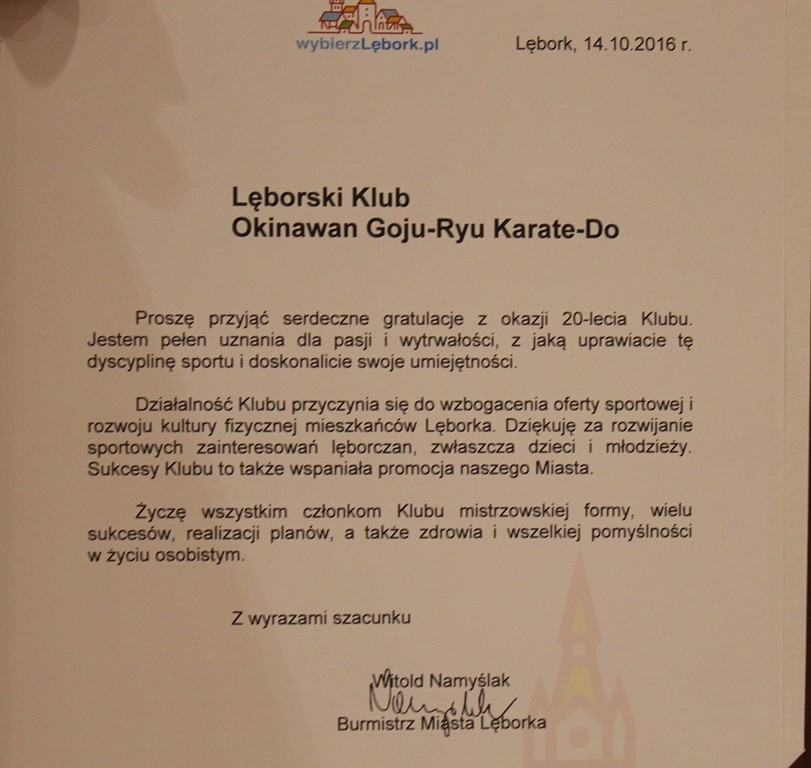 wybierzLębork.pl
Lębork, 14.10.2016 r.
Lęborski Klub
Okinawan Goju-Ryu Karate-Do
Proszę przyjąć serdeczne gratulacje z okazji 20-lecia Klubu.
Jestem pełen uznania dla pasji i wytrwałości, z jaką uprawiacie tę
dyscyplinę sportu i doskonalicie swoje umiejętności.
Działalność Klubu przyczynia się do wzbogacenia oferty sportowej i
rozwoju kultury fizycznej mieszkańców Lęborka. Dziękuję za rozwijanie
sportowych zainteresowań lęborczan, zwłaszcza dzieci i młodzieży.
Sukcesy Klubu to także wspaniała promocja naszego Miasta.
Życzę wszystkim członkom Klubu mistrzowskiej formy, wielu
sukcesów, realizacji planów, a także zdrowia i wszelkiej pomyślności
w życiu osobistym.
Z wyrazami szacunku
Witold Namyślak
Burmistrz Miasta Lęborka